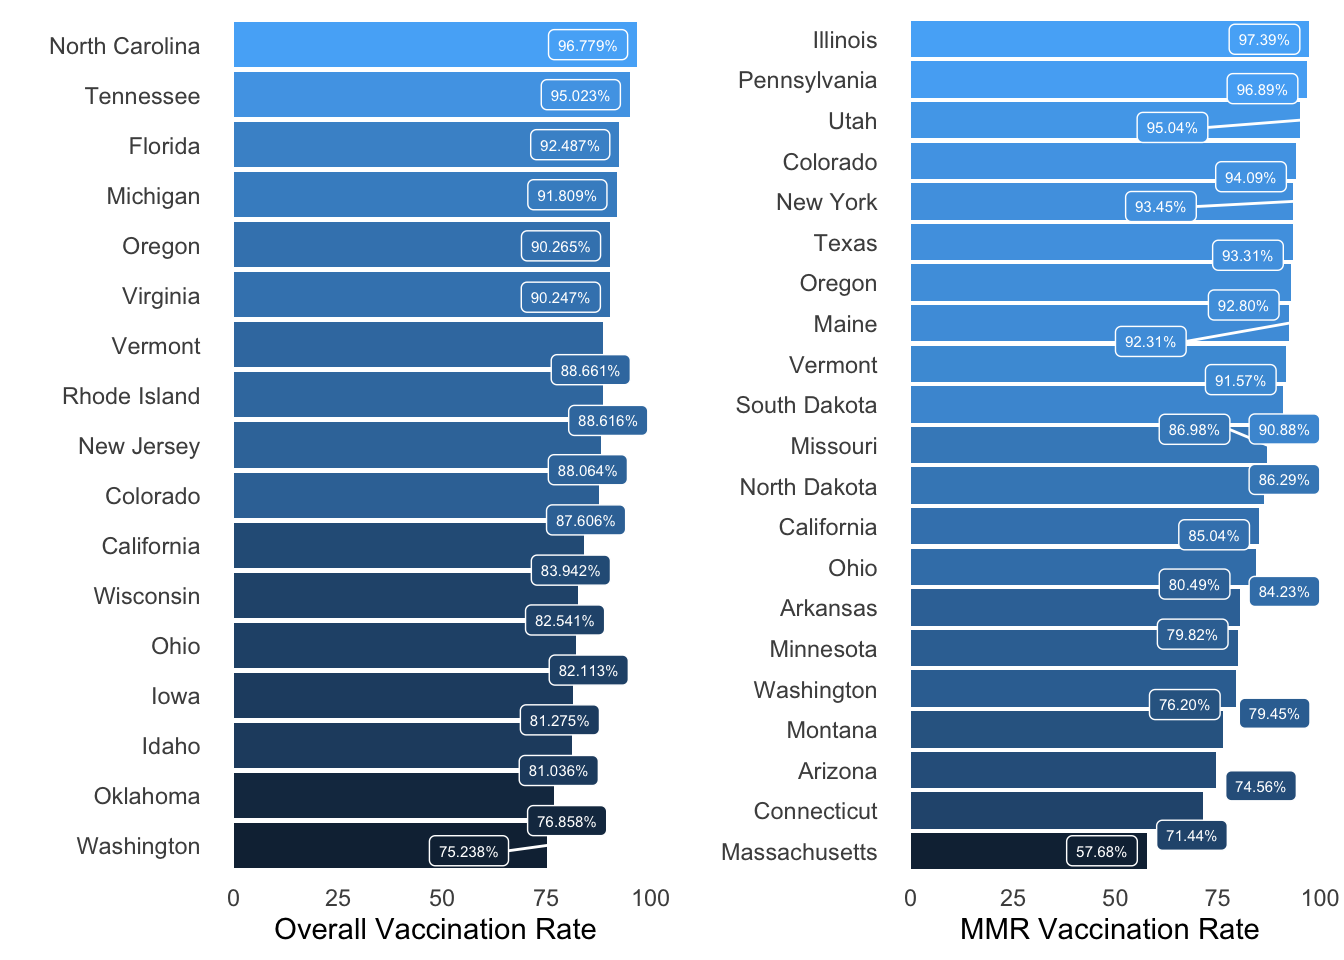 North Carolina 96.779%
Tennessee 95.023%
Florida 92.487%
Michigan 91.809%
Oregon 90.265%
Virginia 90.247%
Vermont 88.661%
Rhode Island 88.616%
New Jersey 88.064%
Colorado 87.606%
California 83.942%
Wisconsin 82.541%
Ohio 82.113%
Iowa 81.275%
Idaho 81.036%
Oklahoma 76.858%
Washington 75.238%
0 25 50 75 100
Overall Vaccination Rate
Illinois 97.39%
Pennsylvania 96.89%
Utah 95.04%
Colorado 94.09%
New York 93.45%
Texas 93.31%
Oregon 92.80%
Maine 92.31%
Vermont 91.57%
South Dakota 90.88%
Missouri 86.98%
North Dakota 86.29%
California 85.04%
Ohio 84.23%
Arkansas 80.49%
Minnesota 79.82%
Washington 79.45%
Montana 76.20%
Arizona 74.56%
Connecticut 71.44%
Massachusetts 57.68%
0 25 50 75 100
MMR Vaccination Rate